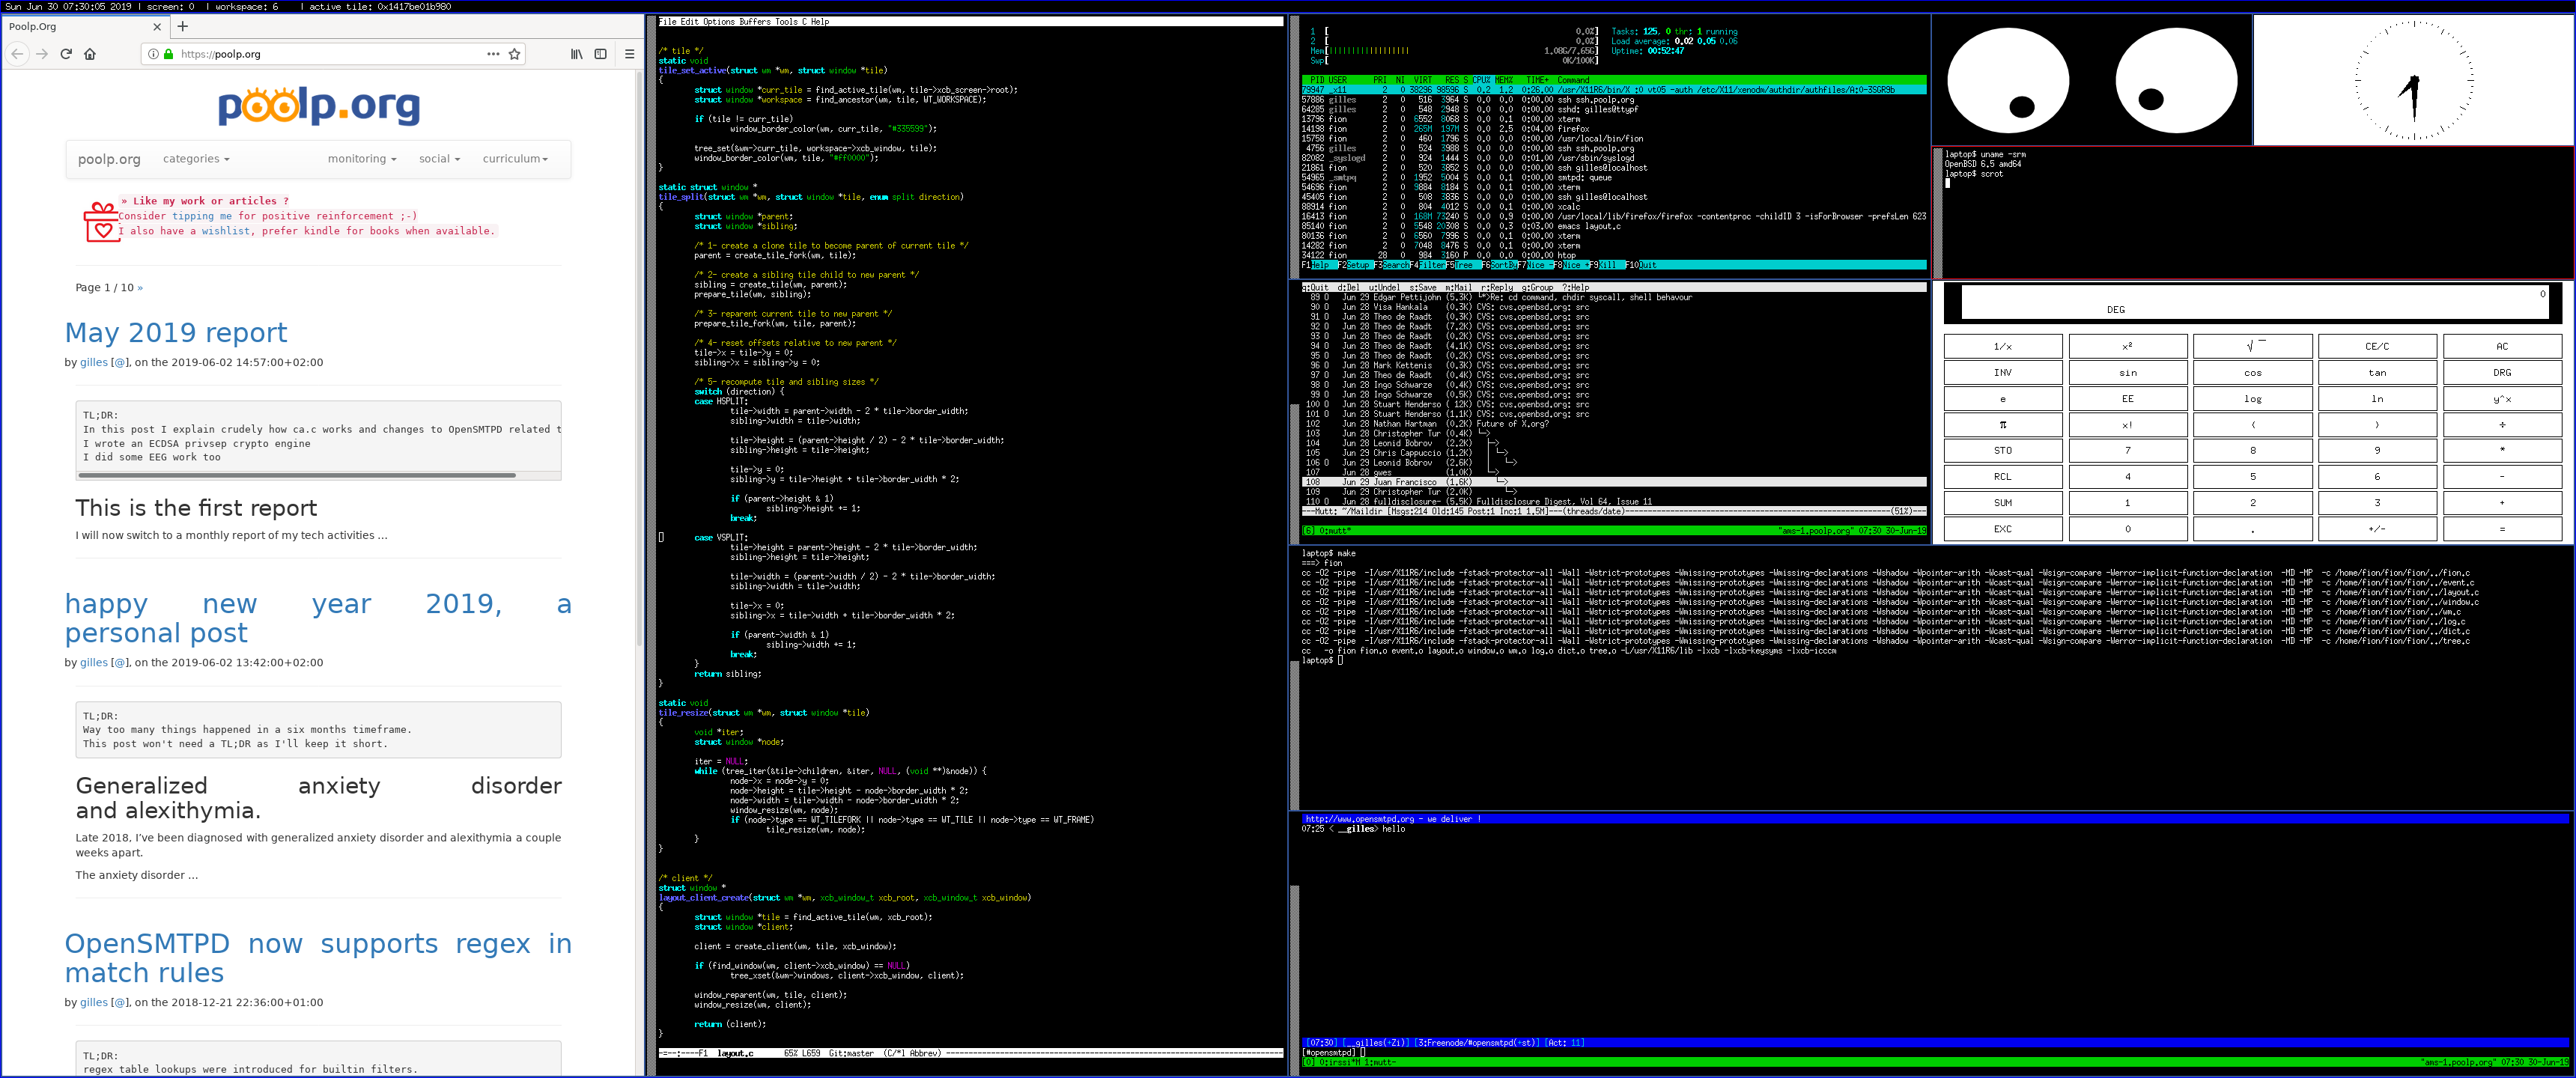 Sun Jun 30 07:30:05 2019 | screen: 0 | workspace: 6 | active tile: 0x1417be01b980
Poolp.Org
https://poolp.org
poolp.org
poolp.org categories monitoring social curriculum
» Like my work or articles ?
Consider tipping me for positive reinforcement ;-)
I also have a wishlist, prefer kindle for books when available.
Page 1 / 10 »
May 2019 report
by gilles [@], on the 2019-06-02 14:57:00+02:00
TL;DR:
In this post I explain crudely how ca.c works and changes to OpenSMTPD related t
I wrote an ECDSA privsep crypto engine
I did some EEG work too
This is the first report
I will now switch to a monthly report of my tech activities ...
happy new year 2019, a
personal post
by gilles [@], on the 2019-06-02 13:42:00+02:00
TL;DR:
Way too many things happened in a six months timeframe.
This post won't need a TL;DR as I'll keep it short.
Generalized anxiety disorder
and alexithymia.
Late 2018, I've been diagnosed with generalized anxiety disorder and alexithymia a couple
weeks apart.
The anxiety disorder ...
OpenSMTPD now supports regex in
match rules
by gilles [@], on the 2018-12-21 22:36:00+01:00
TL;DR:
regex table lookups were introduced for builtin filters.
File Edit Options Buffers Tools C Help
/* tile */
static void
tile_set_active(struct wm *wm, struct window *tile)
{
struct window *curr_tile = find_active_tile(wm, tile->xcb_screen->root);
struct window *workspace = find_ancestor(wm, tile, WT_WORKSPACE);
if (tile != curr_tile)
window_border_color(wm, curr_tile, "#335599");
tree_set(&wm->curr_tile, workspace->xcb_window, tile);
window_border_color(wm, tile, "#ff0000");
}
static struct window *
tile_split(struct wm *wm, struct window *tile, enum split direction)
{
struct window *parent;
struct window *sibling;
/* 1- create a clone tile to become parent of current tile */
parent = create_tile_fork(wm, tile);
/* 2- create a sibling tile child to new parent */
sibling = create_tile(wm, parent);
prepare_tile(wm, sibling);
/* 3- reparent current tile to new parent */
prepare_tile_fork(wm, tile, parent);
/* 4- reset offsets relative to new parent */
tile->x = tile->y = 0;
sibling->x = sibling->y = 0;
/* 5- recompute tile and sibling sizes */
switch (direction) {
case HSPLIT:
tile->width = parent->width - 2 * tile->border_width;
sibling->width = tile->width;
tile->height = (parent->height / 2) - 2 * tile->border_width;
sibling->height = tile->height;
tile->y = 0;
sibling->y = tile->height + tile->border_width * 2;
if (parent->height & 1)
sibling->height += 1;
break;
case VSPLIT:
tile->height = parent->height - 2 * tile->border_width;
sibling->height = tile->height;
tile->width = (parent->width / 2) - 2 * tile->border_width;
sibling->width = tile->width;
tile->x = 0;
sibling->x = tile->width + tile->border_width * 2;
if (parent->width & 1)
sibling->width += 1;
break;
}
return sibling;
}
static void
tile_resize(struct wm *wm, struct window *tile)
{
void *iter;
struct window *node;
iter = NULL;
while (tree_iter(&tile->children, &iter, NULL, (void **)&node)) {
node->x = node->y = 0;
node->height = tile->height - node->border_width * 2;
node->width = tile->width - node->border_width * 2;
window_resize(wm, node);
if (node->type == WT_TILEFORK || node->type == WT_TILE || node->type == WT_FRAME)
tile_resize(wm, node);
}
}
/* client */
struct window *
layout_client_create(struct wm *wm, xcb_window_t xcb_root, xcb_window_t xcb_window)
{
struct window *tile = find_active_tile(wm, xcb_root);
struct window *client;
client = create_client(wm, tile, xcb_window);
if (find_window(wm, client->xcb_window) == NULL)
tree_xset(&wm->windows, client->xcb_window, client);
window_reparent(wm, tile, client);
window_resize(wm, client);
return (client);
}
-=--:----F1 layout.c 65% L659 Git:master (C/*l Abbrev)
1 [ 0.0%] Tasks: 125, 0 thr; 1 running
2 [ 0.0%] Load average: 0.02 0.05 0.06
Mem[ 1.08G/7.65G] Uptime: 00:52:47
Swp[ 0K/100K]
PID USER PRI NI VIRT RES S CPU% MEM% TIME+ Command
79947 _x11 2 0 38296 98596 S 0.2 1.2 0:26.00 /usr/X11R6/bin/X :0 vt05 -auth /etc/X11/xenodm/authdir/authfiles/A:0-3SGR9b
57886 gilles 2 0 516 3964 S 0.0 0.0 0:00.00 ssh ssh.poolp.org
64285 gilles 2 0 548 2948 S 0.0 0.0 0:00.00 sshd: gilles@ttypf
13796 fion 2 0 6552 8068 S 0.0 0.1 0:00.00 xterm
14198 fion 2 0 265M 197M S 0.0 2.5 0:04.00 firefox
15758 fion 2 0 460 1796 S 0.0 0.0 0:00.00 /usr/local/bin/fion
4756 gilles 2 0 524 3988 S 0.0 0.0 0:00.00 ssh ssh.poolp.org
82082 _syslogd 2 0 924 1444 S 0.0 0.0 0:01.00 /usr/sbin/syslogd
21861 fion 2 0 520 3852 S 0.0 0.0 0:00.00 ssh gilles@localhost
54965 _smtpq 2 0 1952 5004 S 0.0 0.1 0:00.00 smtpd: queue
54696 fion 2 0 9884 8184 S 0.0 0.1 0:00.00 xterm
45405 fion 2 0 508 3836 S 0.0 0.0 0:00.00 ssh gilles@localhost
88914 fion 2 0 804 4012 S 0.0 0.1 0:00.00 xcalc
16413 fion 2 0 168M 73240 S 0.0 0.9 0:00.00 /usr/local/lib/firefox/firefox -contentproc -childID 3 -isForBrowser -prefsLen 623
85140 fion 2 0 5548 20308 S 0.0 0.3 0:03.00 emacs layout.c
80136 fion 2 0 6560 7996 S 0.0 0.1 0:00.00 xterm
14282 fion 2 0 7048 8476 S 0.0 0.1 0:00.00 xterm
34122 fion 28 0 984 3160 P 0.0 0.0 0:00.00 htop
F1Help F2Setup F3SearchF4FilterF5Tree F6SortByF7Nice -F8Nice +F9Kill F10Quit
laptop$ uname -srm
OpenBSD 6.5 amd64
laptop$ scrot
q:Quit d:Del u:Undel s:Save m:Mail r:Reply g:Group ?:Help
89 O Jun 29 Edgar Pettijohn (5.3K) Re: cd command, chdir syscall, shell behavour
90 O Jun 28 Visa Hankala (0.3K) CVS: cvs.openbsd.org: src
91 O Jun 28 Theo de Raadt (0.3K) CVS: cvs.openbsd.org: src
92 O Jun 28 Theo de Raadt (7.2K) CVS: cvs.openbsd.org: src
93 O Jun 28 Theo de Raadt (0.2K) CVS: cvs.openbsd.org: src
94 O Jun 28 Theo de Raadt (4.1K) CVS: cvs.openbsd.org: src
95 O Jun 28 Theo de Raadt (0.2K) CVS: cvs.openbsd.org: src
96 O Jun 28 Mark Kettenis (0.3K) CVS: cvs.openbsd.org: src
97 O Jun 28 Theo de Raadt (0.4K) CVS: cvs.openbsd.org: src
98 O Jun 28 Ingo Schwarze (0.4K) CVS: cvs.openbsd.org: src
99 O Jun 28 Ingo Schwarze (0.5K) CVS: cvs.openbsd.org: src
100 O Jun 28 Stuart Henderso ( 12K) CVS: cvs.openbsd.org: src
101 O Jun 28 Stuart Henderso (1.1K) CVS: cvs.openbsd.org: src
102 Jun 28 Nathan Hartman (0.2K) Future of X.org?
103 Jun 28 Christopher Tur (0.4K)
104 Jun 28 Leonid Bobrov (2.2K)
105 Jun 29 Chris Cappuccio (1.2K)
106 O Jun 29 Leonid Bobrov (2.6K)
107 Jun 28 gwes (1.0K)
108 Jun 29 Juan Francisco (1.6K)
109 Jun 29 Christopher Tur (2.0K)
110 O Jun 28 fulldisclosure- (5.5K) Fulldisclosure Digest, Vol 64, Issue 11
---Mutt: ~/Maildir [Msgs:214 Old:145 Post:1 Inc:1 1.5M]---(threads/date)---(51%)---
[6] 0:mutt* "ams-1.poolp.org" 07:30 30-Jun-19
0
DEG
1/x x² √ CE/C AC
INV sin cos tan DRG
e EE log ln y^x
π x! ( ) ÷
STO 7 8 9 *
RCL 4 5 6 -
SUM 1 2 3 +
EXC 0 . +/- =
laptop$ make
===> fion
cc -O2 -pipe -I/usr/X11R6/include -fstack-protector-all -Wall -Wstrict-prototypes -Wmissing-prototypes -Wmissing-declarations -Wshadow -Wpointer-arith -Wcast-qual -Wsign-compare -Werror-implicit-function-declaration -MD -MP -c /home/fion/fion/fion/../fion.c
cc -O2 -pipe -I/usr/X11R6/include -fstack-protector-all -Wall -Wstrict-prototypes -Wmissing-prototypes -Wmissing-declarations -Wshadow -Wpointer-arith -Wcast-qual -Wsign-compare -Werror-implicit-function-declaration -MD -MP -c /home/fion/fion/fion/../event.c
cc -O2 -pipe -I/usr/X11R6/include -fstack-protector-all -Wall -Wstrict-prototypes -Wmissing-prototypes -Wmissing-declarations -Wshadow -Wpointer-arith -Wcast-qual -Wsign-compare -Werror-implicit-function-declaration -MD -MP -c /home/fion/fion/fion/../layout.c
cc -O2 -pipe -I/usr/X11R6/include -fstack-protector-all -Wall -Wstrict-prototypes -Wmissing-prototypes -Wmissing-declarations -Wshadow -Wpointer-arith -Wcast-qual -Wsign-compare -Werror-implicit-function-declaration -MD -MP -c /home/fion/fion/fion/../window.c
cc -O2 -pipe -I/usr/X11R6/include -fstack-protector-all -Wall -Wstrict-prototypes -Wmissing-prototypes -Wmissing-declarations -Wshadow -Wpointer-arith -Wcast-qual -Wsign-compare -Werror-implicit-function-declaration -MD -MP -c /home/fion/fion/fion/../wm.c
cc -O2 -pipe -I/usr/X11R6/include -fstack-protector-all -Wall -Wstrict-prototypes -Wmissing-prototypes -Wmissing-declarations -Wshadow -Wpointer-arith -Wcast-qual -Wsign-compare -Werror-implicit-function-declaration -MD -MP -c /home/fion/fion/fion/../log.c
cc -O2 -pipe -I/usr/X11R6/include -fstack-protector-all -Wall -Wstrict-prototypes -Wmissing-prototypes -Wmissing-declarations -Wshadow -Wpointer-arith -Wcast-qual -Wsign-compare -Werror-implicit-function-declaration -MD -MP -c /home/fion/fion/fion/../dict.c
cc -O2 -pipe -I/usr/X11R6/include -fstack-protector-all -Wall -Wstrict-prototypes -Wmissing-prototypes -Wmissing-declarations -Wshadow -Wpointer-arith -Wcast-qual -Wsign-compare -Werror-implicit-function-declaration -MD -MP -c /home/fion/fion/fion/../tree.c
cc -o fion fion.o event.o layout.o window.o wm.o log.o dict.o tree.o -L/usr/X11R6/lib -lxcb -lxcb-keysyms -lxcb-icccm
laptop$
http://www.opensmtpd.org - we deliver !
07:25 < __gilles> hello
[07:30] [__gilles(+Zi)] [3:Freenode/#opensmtpd(+st)] [Act: 11]
[#opensmtpd]
[0] 0:irssi*M 1:mutt- "ams-1.poolp.org" 07:30 30-Jun-19